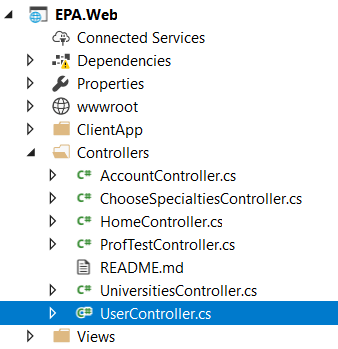 EPA.Web
Connected Services
Dependencies
Properties
wwwroot
ClientApp
Controllers
C# AccountController.cs
C# ChooseSpecialtiesController.cs
C# HomeController.cs
C# ProfTestController.cs
README.md
C# UniversitiesController.cs
C# UserController.cs
Views